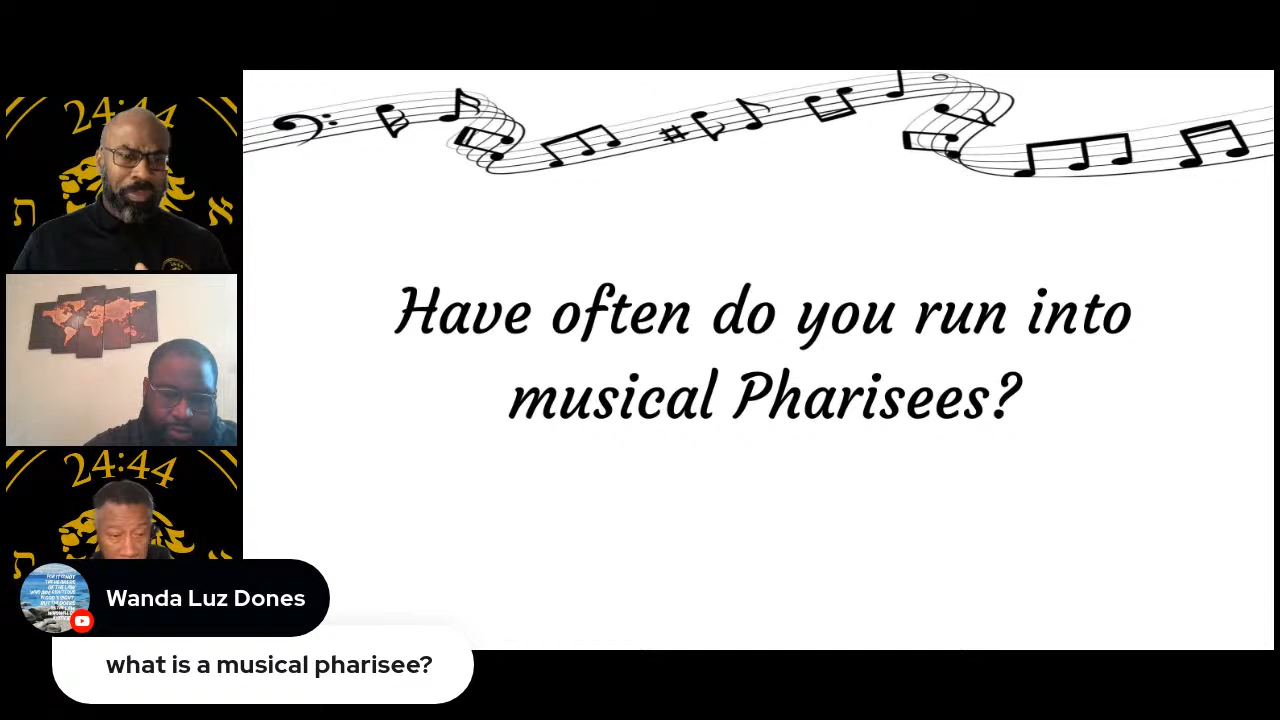 24:44
ת
א
Have often do you run into
musical Pharisees?
24:44
ת
Wanda Luz Dones
what is a musical pharisee?